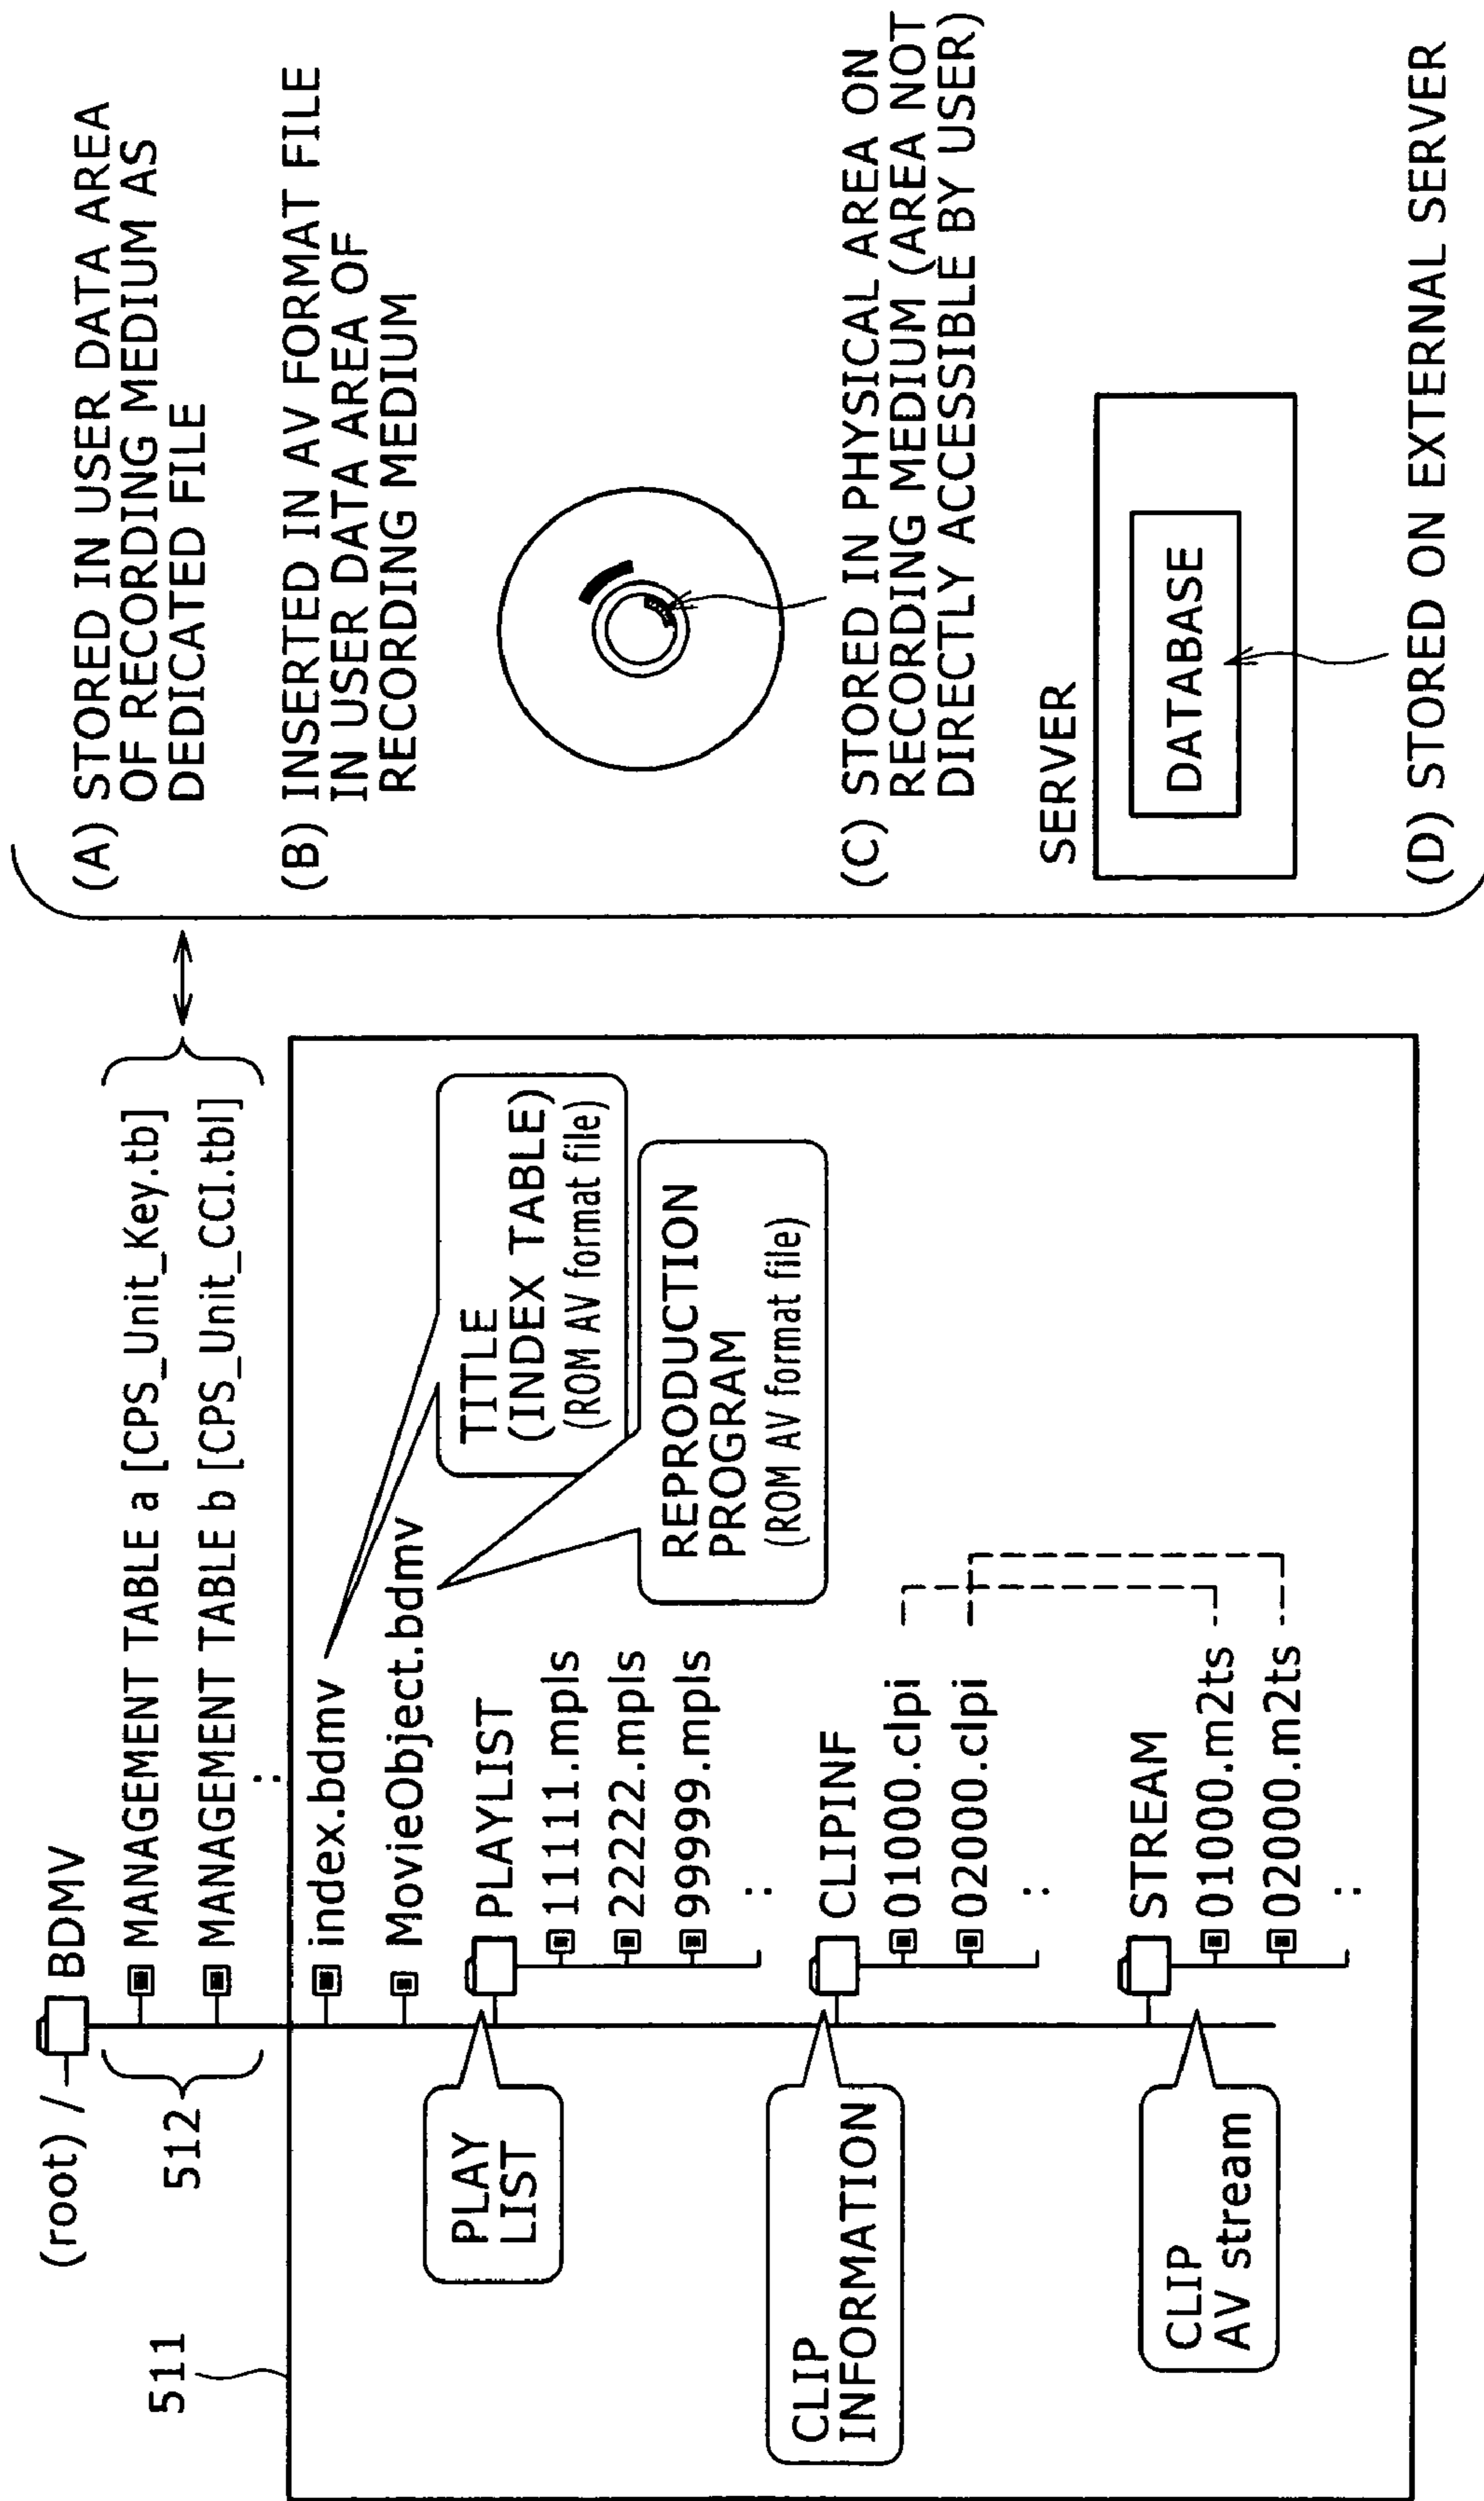 (root) / BDMV
511
512
MANAGEMENT TABLE a [CPS_Unit_Key.tb]
MANAGEMENT TABLE b [CPS_Unit_CCI.tbl]
:
index.bdmv
MovieObject.bdmv
TITLE
(INDEX TABLE)
(ROM AV format file)
REPRODUCTION
PROGRAM
(ROM AV format file)
PLAY
LIST
PLAYLIST
11111.mpls
22222.mpls
99999.mpls
:
CLIP
INFORMATION
CLIPINF
01000.clpi
02000.clpi
:
CLIP
AV stream
STREAM
01000.m2ts
02000.m2ts
:
(A) STORED IN USER DATA AREA
OF RECORDING MEDIUM AS
DEDICATED FILE
(B) INSERTED IN AV FORMAT FILE
IN USER DATA AREA OF
RECORDING MEDIUM
(C) STORED IN PHYSICAL AREA ON
RECORDING MEDIUM (AREA NOT
DIRECTLY ACCESSIBLE BY USER)
SERVER
DATABASE
(D) STORED ON EXTERNAL SERVER